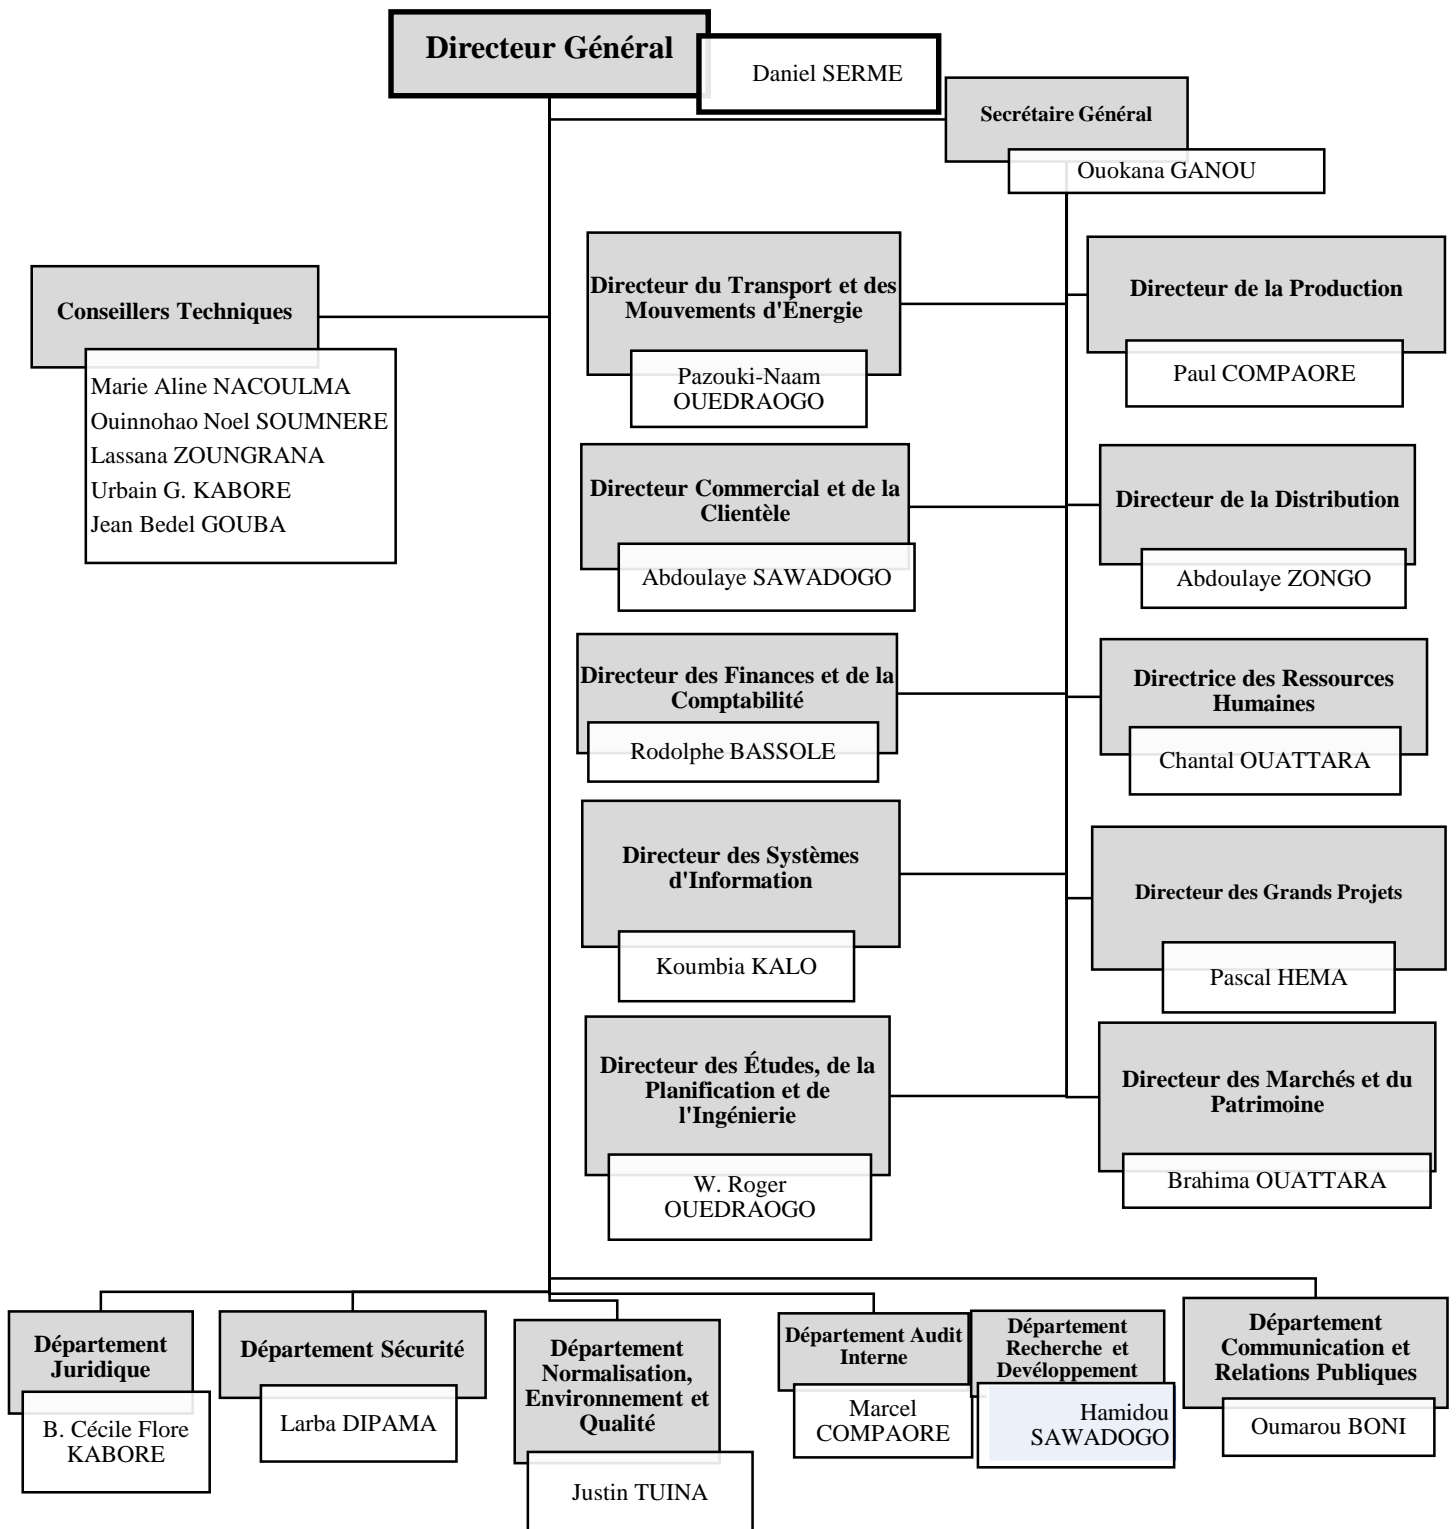 Directeur Général
Daniel SERME
Secrétaire Général
Ouokana GANOU
Conseillers Techniques
Marie Aline NACOULMA
Ouinnohao Noel SOUMNERE
Lassana ZOUNGRANA
Urbain G. KABORE
Jean Bedel GOUBA
Directeur du Transport et des
Mouvements d'Énergie
Pazouki-Naam
OUEDRAOGO
Directeur de la Production
Paul COMPAORE
Directeur Commercial et de la
Clientèle
Abdoulaye SAWADOGO
Directeur de la Distribution
Abdoulaye ZONGO
Directeur des Finances et de la
Comptabilité
Rodolphe BASSOLE
Directrice des Ressources
Humaines
Chantal OUATTARA
Directeur des Systèmes
d'Information
Koumbia KALO
Directeur des Grands Projets
Pascal HEMA
Directeur des Études, de la
Planification et de
l'Ingénierie
W. Roger
OUEDRAOGO
Directeur des Marchés et du
Patrimoine
Brahima OUATTARA
Département
Juridique
B. Cécile Flore
KABORE
Département Sécurité
Larba DIPAMA
Département
Normalisation,
Environnement et
Qualité
Justin TUINA
Département Audit
Interne
Marcel
COMPAORE
Département
Recherche et
Devéloppement
Hamidou
SAWADOGO
Département
Communication et
Relations Publiques
Oumarou BONI